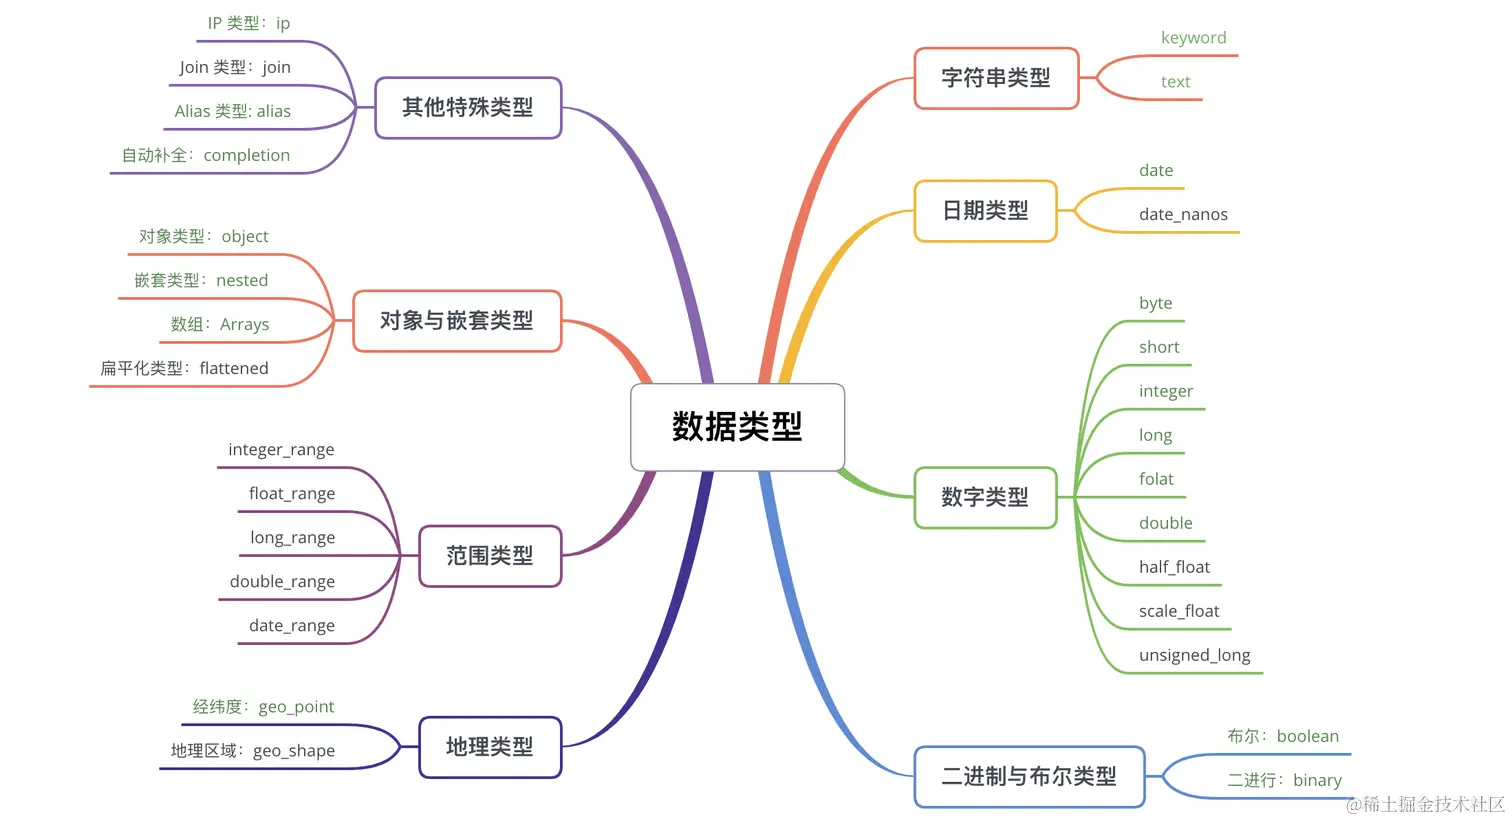 数据类型
字符串类型
keyword
text
日期类型
date
date_nanos
数字类型
byte
short
integer
long
folat
double
half_float
scale_float
unsigned_long
二进制与布尔类型
布尔：boolean
二进行：binary
其他特殊类型
IP 类型：ip
Join 类型：join
Alias 类型: alias
自动补全：completion
对象与嵌套类型
对象类型：object
嵌套类型：nested
数组：Arrays
扁平化类型：flattened
范围类型
integer_range
float_range
long_range
double_range
date_range
地理类型
经纬度：geo_point
地理区域：geo_shape
@稀土掘金技术社区